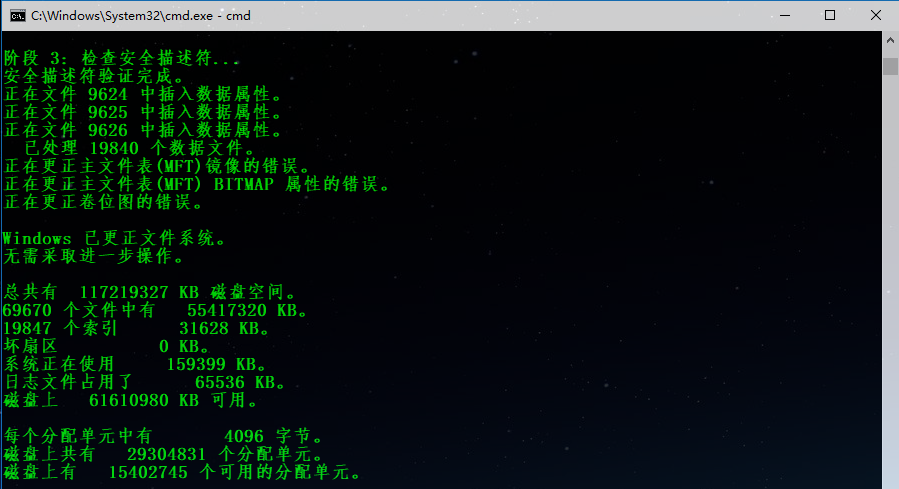 C:\Windows\System32\cmd.exe - cmd
阶段 3: 检查安全描述符...
安全描述符验证完成。
正在文件 9624 中插入数据属性。
正在文件 9625 中插入数据属性。
正在文件 9626 中插入数据属性。
已处理 19840 个数据文件。
正在更正主文件表(MFT)镜像的错误。
正在更正主文件表(MFT) BITMAP 属性的错误。
正在更正卷位图的错误。
Windows 已更正文件系统。
无需采取进一步操作。
总共有 117219327 KB 磁盘空间。
69670 个文件中有 55417320 KB。
19847 个索引 31628 KB。
坏扇区 0 KB。
系统正在使用 159399 KB。
日志文件占用了 65536 KB。
磁盘上 61610980 KB 可用。
每个分配单元中有 4096 字节。
磁盘上共有 29304831 个分配单元。
磁盘上有 15402745 个可用的分配单元。